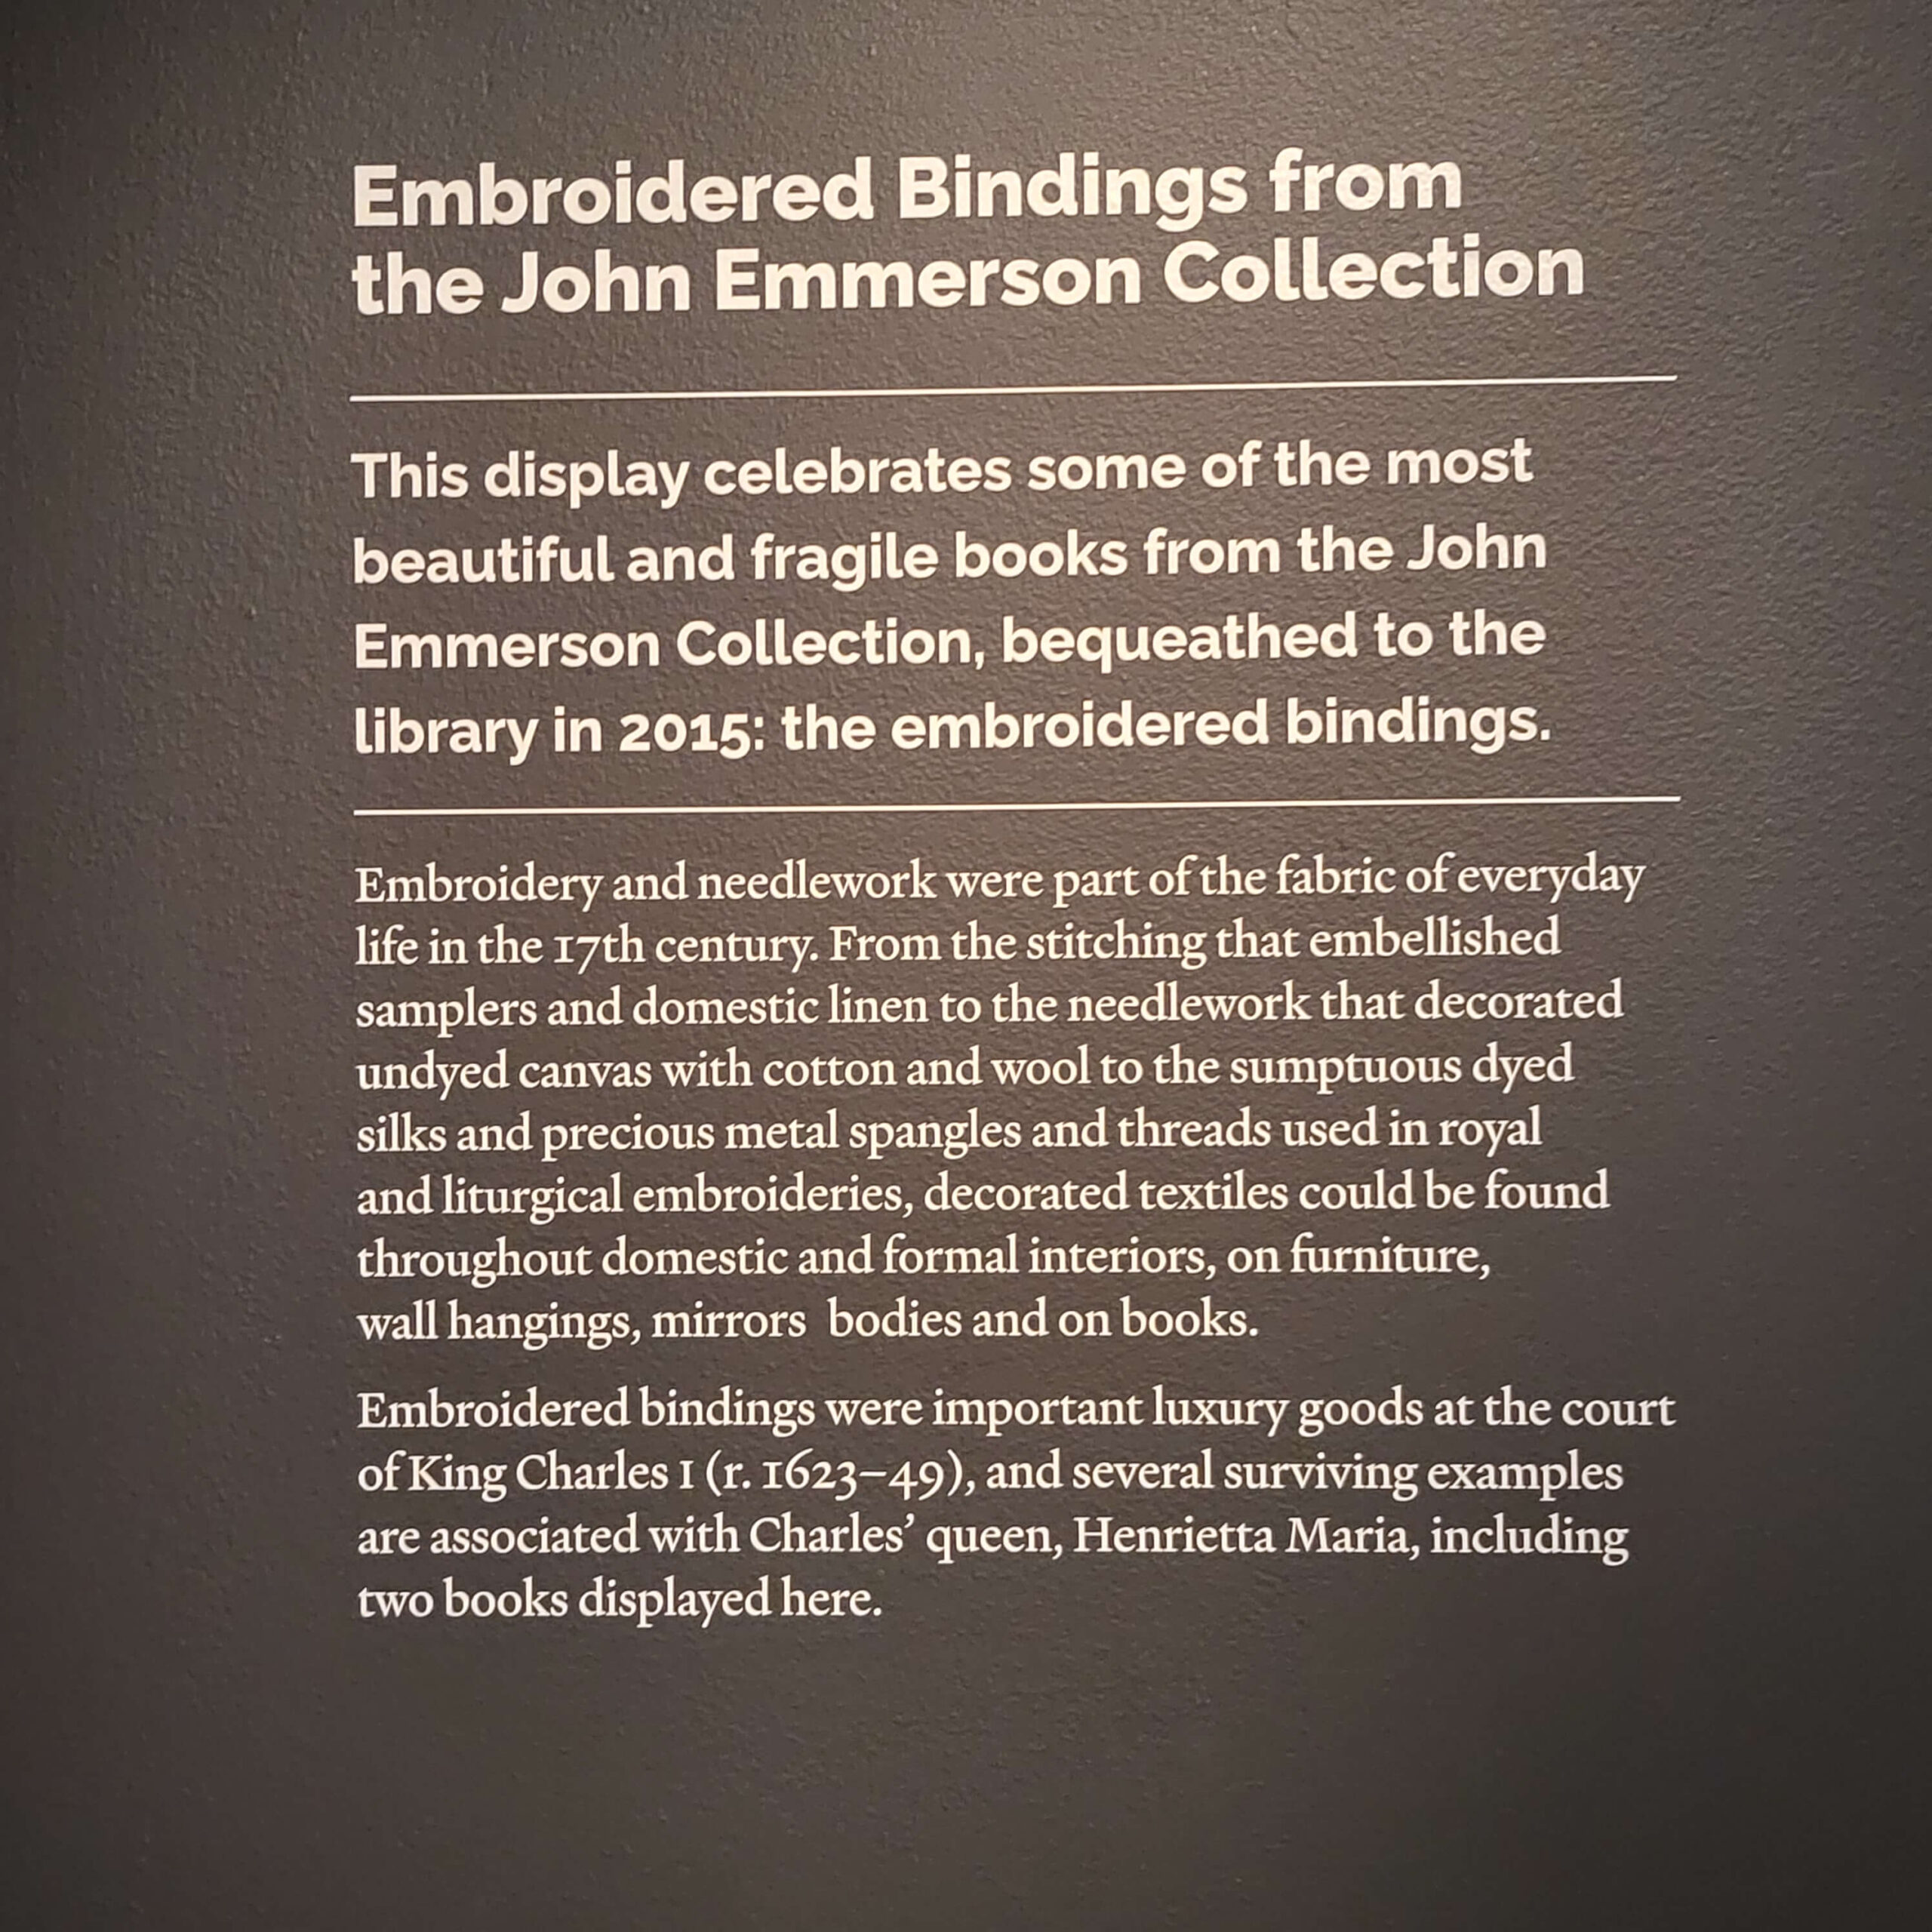 Embroidered Bindings from
the John Emmerson Collection
This display celebrates some of the most
beautiful and fragile books from the John
Emmerson Collection, bequeathed to the
library in 2015: the embroidered bindings.
Embroidery and needlework were part of the fabric of everyday
life in the 17th century. From the stitching that embellished
samplers and domestic linen to the needlework that decorated
undyed canvas with cotton and wool to the sumptuous dyed
silks and precious metal spangles and threads used in royal
and liturgical embroideries, decorated textiles could be found
throughout domestic and formal interiors, on furniture,
wall hangings, mirrors  bodies and on books.
Embroidered bindings were important luxury goods at the court
of King Charles I (r. 1623–49), and several surviving examples
are associated with Charles’ queen, Henrietta Maria, including
two books displayed here.